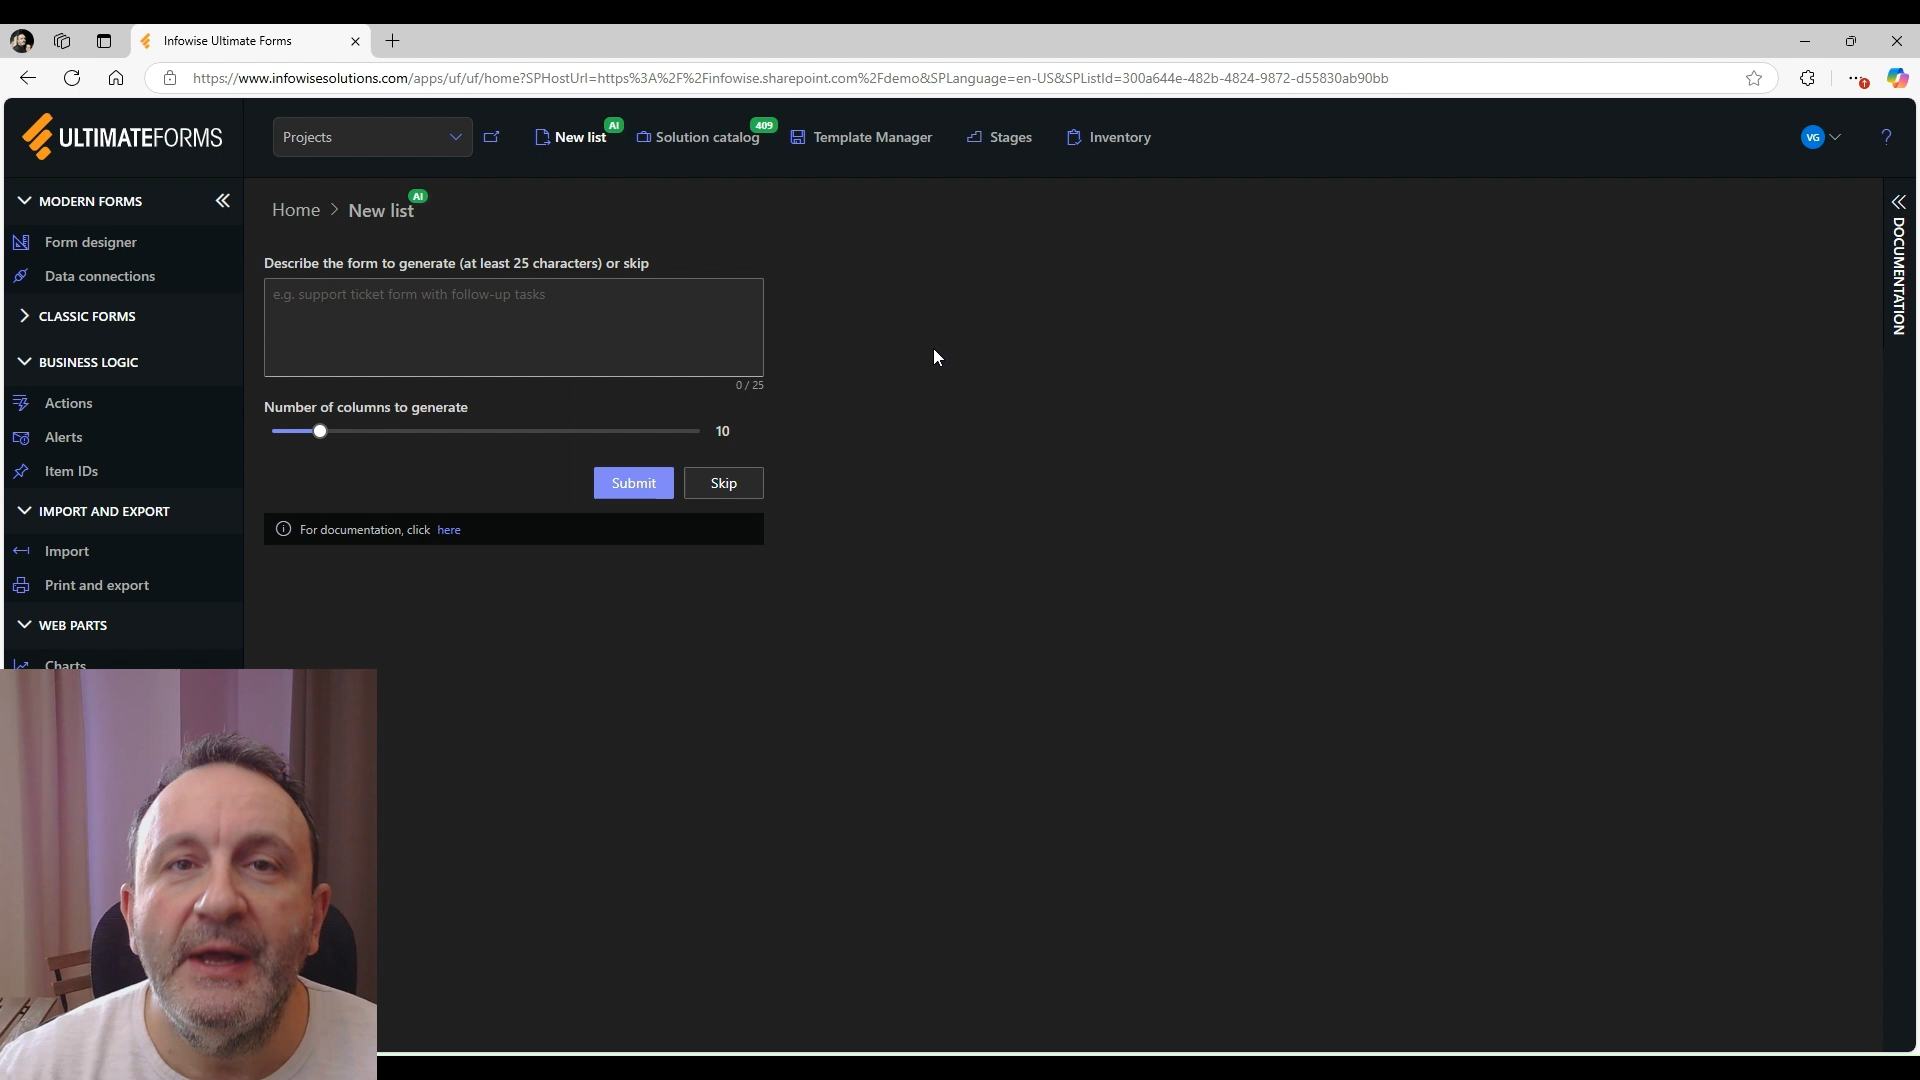 Infowise Ultimate Forms
https://www.infowisesolutions.com/apps/uf/uf/home?SPHostUrl=https%3A%2F%2Finfowise.sharepoint.com%2Fdemo&SPLanguage=en-US&SPListId=300a644e-482b-4824-9872-d55830ab90bb
ULTIMATEFORMS
Projects
New list AI
Solution catalog 409
Template Manager
Stages
Inventory
VG
?
MODERN FORMS
Form designer
Data connections
CLASSIC FORMS
BUSINESS LOGIC
Actions
Alerts
Item IDs
IMPORT AND EXPORT
Import
Print and export
WEB PARTS
Charts
Home > New list AI
Describe the form to generate (at least 25 characters) or skip
e.g. support ticket form with follow-up tasks
0 / 25
Number of columns to generate
10
Submit
Skip
For documentation, click here
DOCUMENTATION